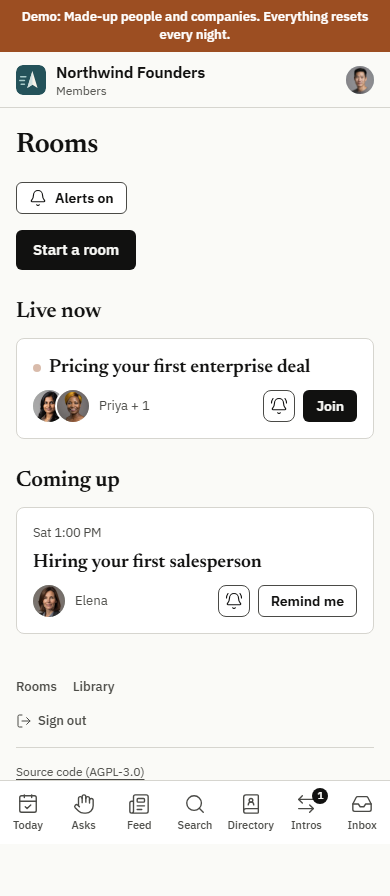 Demo: Made-up people and companies. Everything resets
every night.
Northwind Founders
Members
Rooms
Alerts on
Start a room
Live now
Pricing your first enterprise deal
Priya + 1
Join
Coming up
Sat 1:00 PM
Hiring your first salesperson
Elena
Remind me
Rooms Library
Sign out
Source code (AGPL-3.0)
1
Today Asks Feed Search Directory Intros Inbox